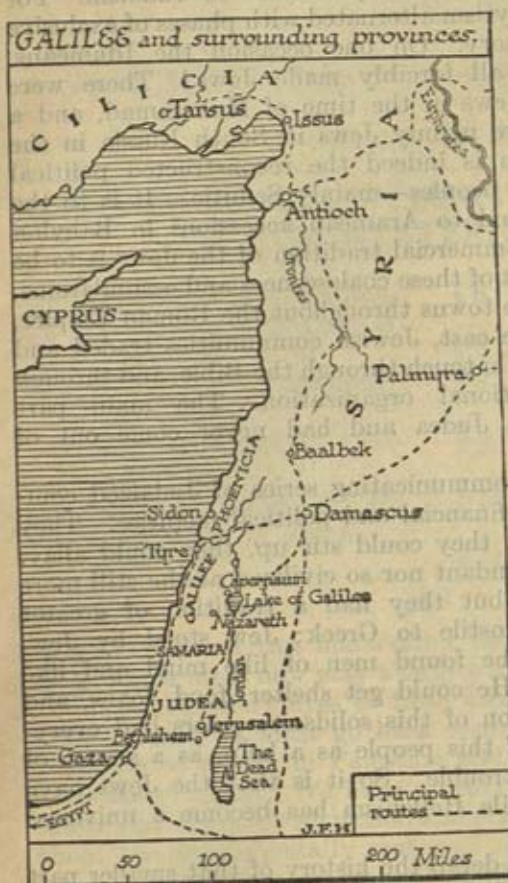 GALILEE and surrounding provinces.
CILICIA
Tarsus
Issus
Euphrates
Antioch
Orontes
SYRIA
CYPRUS
Palmyra
Baalbek
PHOENICIA
Sidon
Damascus
Tyre
GALILEE
Capernaum
Lake of Galilee
Nazareth
SAMARIA
Jordan
JUDEA
Jerusalem
Bethlehem
Gaza
The
Dead
Sea
EGYPT
Principal
routes
J.F.H
0 50 100 200 Miles